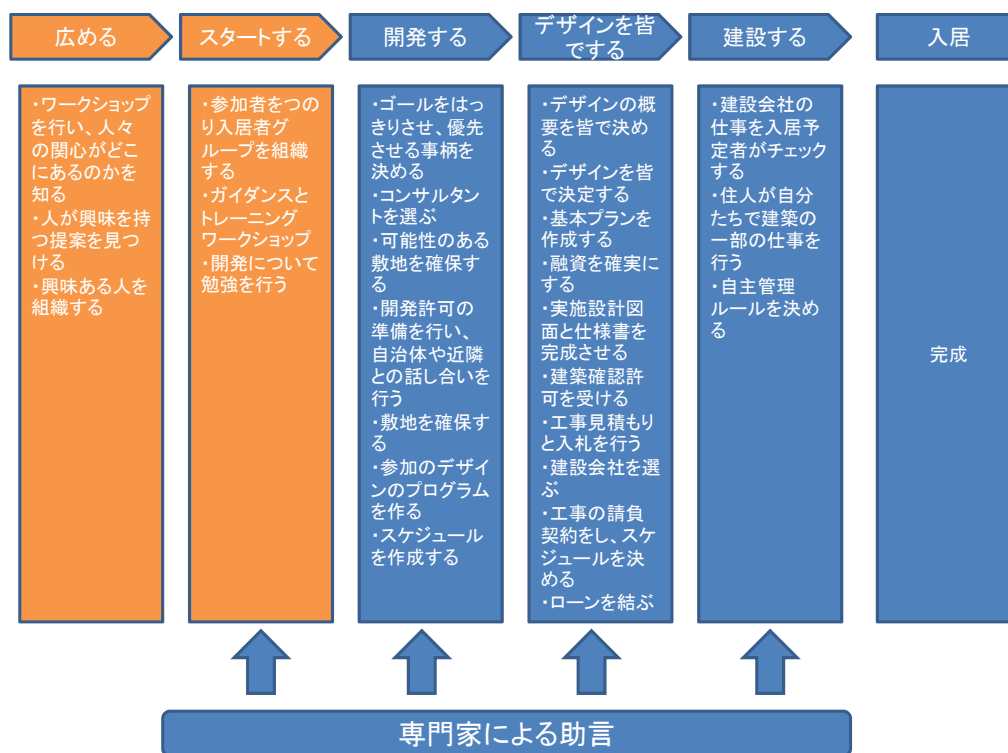 広める
スタートする
開発する
デザインを皆
でする
建設する
入居
・ワークショップ
を行い、人々
の関心がどこ
にあるのかを
知る
・人が興味を持
つ提案を見つ
ける
・興味ある人を
組織する
・参加者をつの
り入居者グ
ループを組織
する
・ガイダンスと
トレーニング
ワークショップ
・開発について
勉強を行う
・ゴールをはっ
きりさせ、優先
させる事柄を
決める
・コンサルタン
トを選ぶ
・可能性のある
敷地を確保す
る
・開発許可の
準備を行い、
自治体や近隣
との話し合いを
行う
・敷地を確保す
る
・参加のデザイ
ンのプログラム
を作る
・スケジュール
を作成する
・デザインの概
要を皆で決め
る
・デザインを皆
で決定する
・基本プランを
作成する
・融資を確実に
する
・実施設計図
面と仕様書を
完成させる
・建築確認許
可を受ける
・工事見積もり
と入札を行う
・建設会社を選
ぶ
・工事の請負
契約をし、スケ
ジュールを決
める
・ローンを結ぶ
・建設会社の
仕事を入居予
定者がチェック
する
・住人が自分
たちで建築の
一部の仕事を
行う
・自主管理
ルールを決め
る
完成
専門家による助言